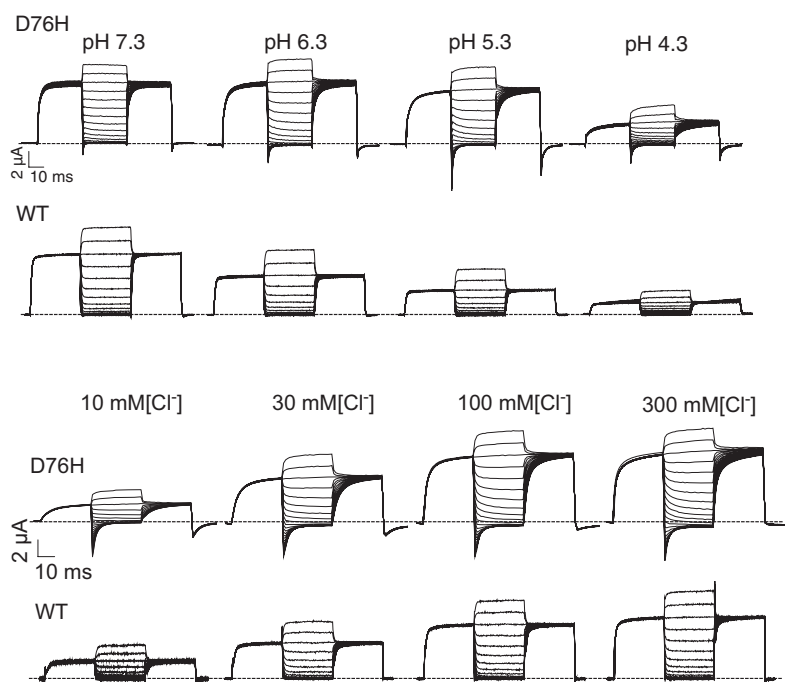 D76H
pH 7.3 pH 6.3 pH 5.3 pH 4.3
2 µA
10 ms
WT
10 mM[Cl⁻] 30 mM[Cl⁻] 100 mM[Cl⁻] 300 mM[Cl⁻]
D76H
2 µA
10 ms
WT